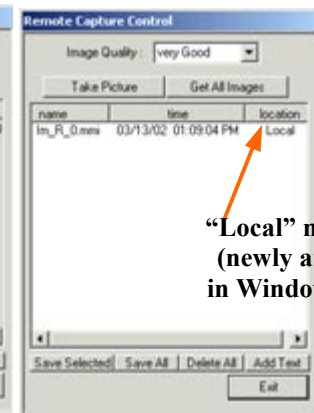 Remote Capture Control
Image Quality : very Good
Take Picture Get All Images
name time location
Im_R_0.mmi 03/13/02 01:09:04 PM Local
“Local” n
(newly a
in Windo
Save Selected Save All Delete All Add Text
Exit